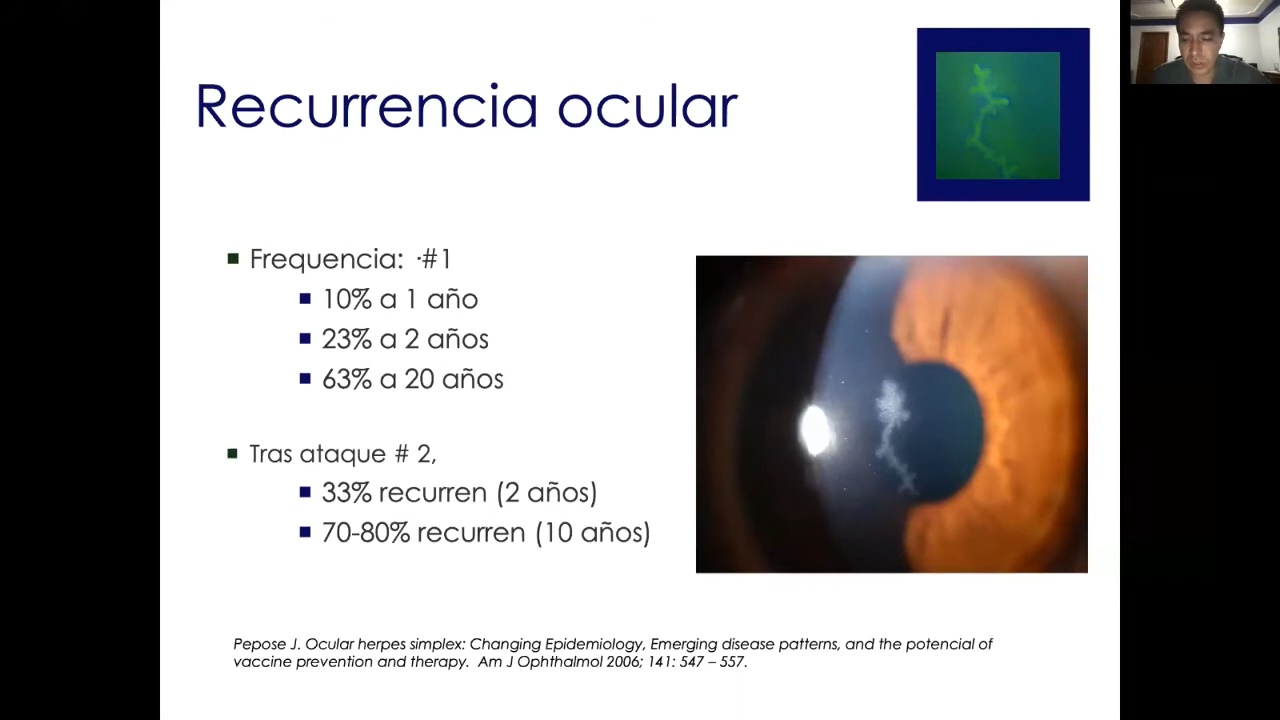 Recurrencia ocular
Frequencia: ·#1
10% a 1 año
23% a 2 años
63% a 20 años
Tras ataque # 2,
33% recurren (2 años)
70-80% recurren (10 años)
Pepose J. Ocular herpes simplex: Changing Epidemiology, Emerging disease patterns, and the potencial of
vaccine prevention and therapy. Am J Ophthalmol 2006; 141: 547 – 557.